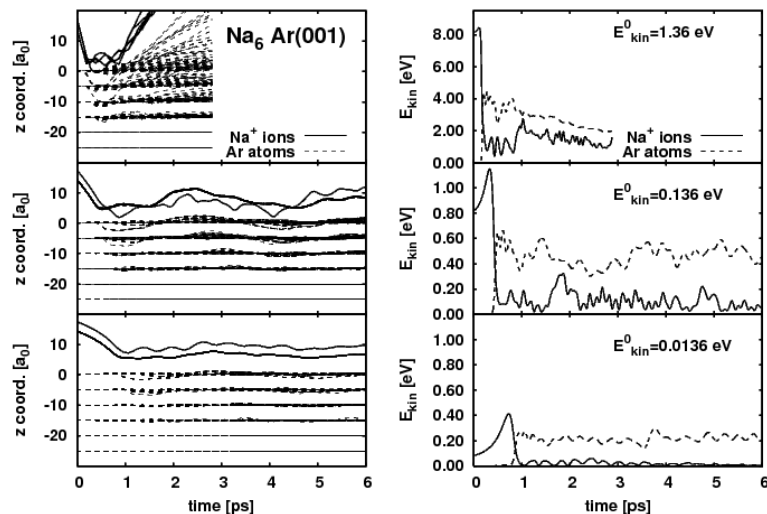 Na6 Ar(001)
z coord. [a0]
20
10
0
-10
-20
Na+ ions
Ar atoms
z coord. [a0]
10
0
-10
-20
z coord. [a0]
10
0
-10
-20
0 1 2 3 4 5 6
time [ps]
E0kin=1.36 eV
Ekin [eV]
8.00
6.00
4.00
2.00
0.00
Na+ ions
Ar atoms
E0kin=0.136 eV
Ekin [eV]
1.00
0.80
0.60
0.40
0.20
0.00
E0kin=0.0136 eV
Ekin [eV]
1.00
0.80
0.60
0.40
0.20
0.00
0 1 2 3 4 5 6
time [ps]